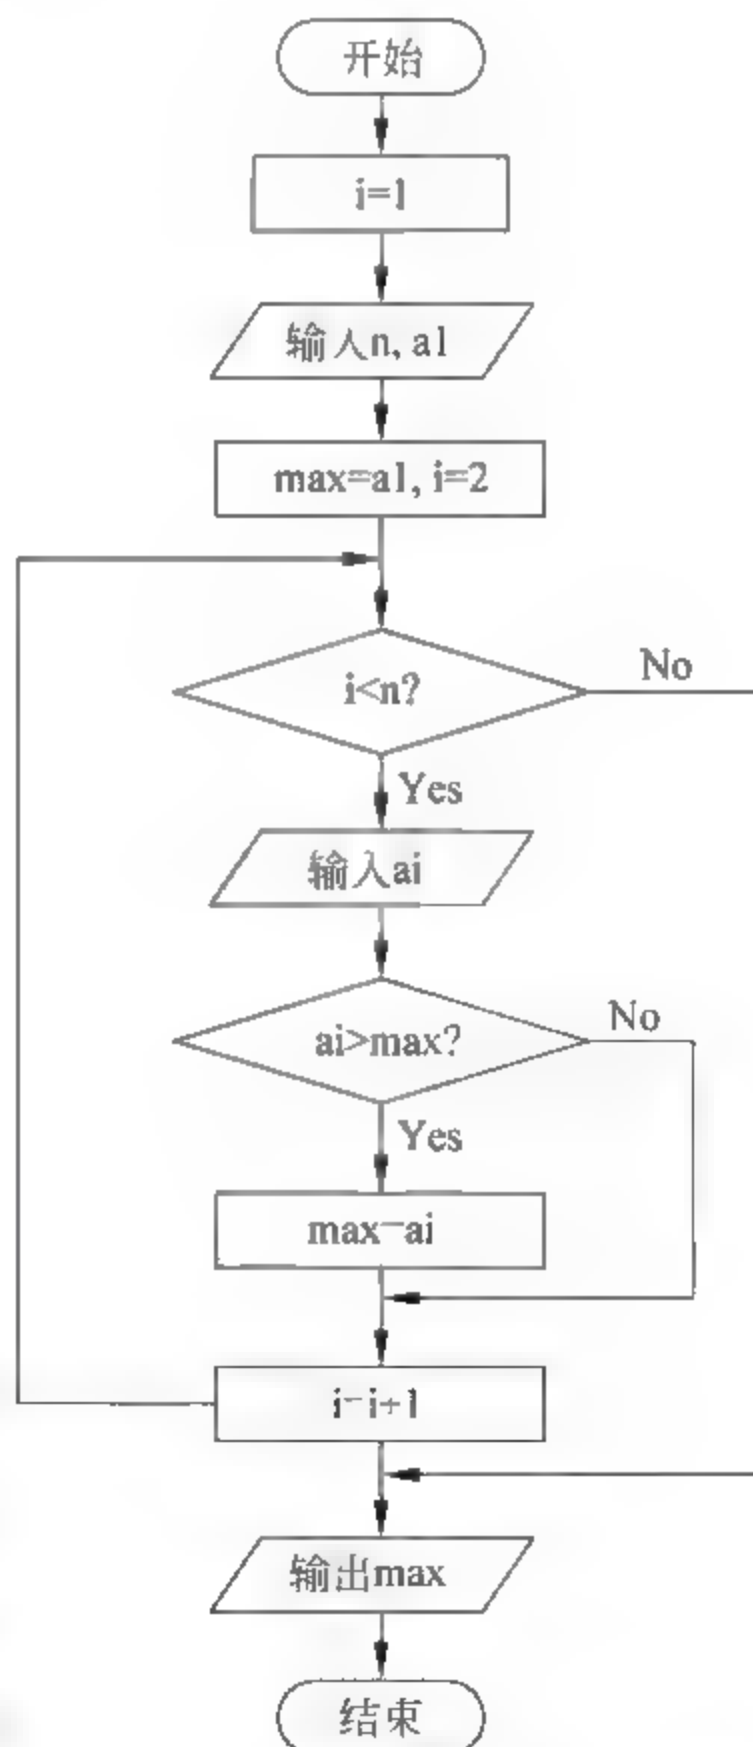 开始
i=1
输入n, a1
max=a1, i=2
i<n?
No
Yes
输入ai
ai>max?
No
Yes
max=ai
i=i+1
输出max
结束